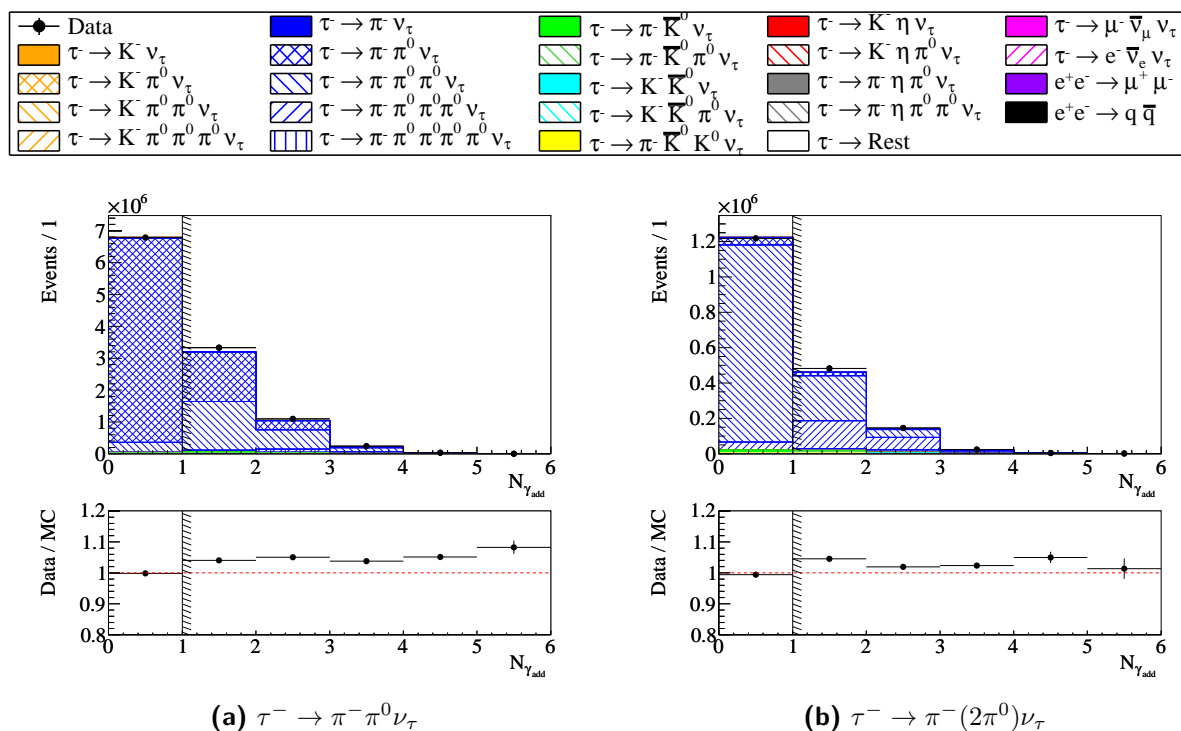 Data
τ⁻ → K⁻ ν_τ
τ⁻ → K⁻ π⁰ ν_τ
τ⁻ → K⁻ π⁰ π⁰ ν_τ
τ⁻ → K⁻ π⁰ π⁰ π⁰ ν_τ
τ⁻ → π⁻ ν_τ
τ⁻ → π⁻ π⁰ ν_τ
τ⁻ → π⁻ π⁰ π⁰ ν_τ
τ⁻ → π⁻ π⁰ π⁰ π⁰ ν_τ
τ⁻ → π⁻ π⁰ π⁰ π⁰ π⁰ ν_τ
τ⁻ → π⁻ K̅⁰ ν_τ
τ⁻ → π⁻ K̅⁰ π⁰ ν_τ
τ⁻ → K⁻ K̅⁰ ν_τ
τ⁻ → K⁻ K̅⁰ π⁰ ν_τ
τ⁻ → π⁻ K̅⁰ K⁰ ν_τ
τ⁻ → K⁻ η ν_τ
τ⁻ → K⁻ η π⁰ ν_τ
τ⁻ → π⁻ η π⁰ ν_τ
τ⁻ → π⁻ η π⁰ π⁰ ν_τ
τ⁻ → Rest
τ⁻ → μ⁻ ν̅_μ ν_τ
τ⁻ → e⁻ ν̅_e ν_τ
e⁺e⁻ → μ⁺ μ⁻
e⁺e⁻ → q q̅
×10⁶
Events / 1
7
6
5
4
3
2
1
0
0 1 2 3 4 5 6
N_γadd
Data / MC
1.2
1.1
1
0.9
0.8
0 1 2 3 4 5 6
N_γadd
(a) τ⁻ → π⁻π⁰ν_τ
×10⁶
Events / 1
1.2
1
0.8
0.6
0.4
0.2
0
0 1 2 3 4 5 6
N_γadd
Data / MC
1.2
1.1
1
0.9
0.8
0 1 2 3 4 5 6
N_γadd
(b) τ⁻ → π⁻(2π⁰)ν_τ